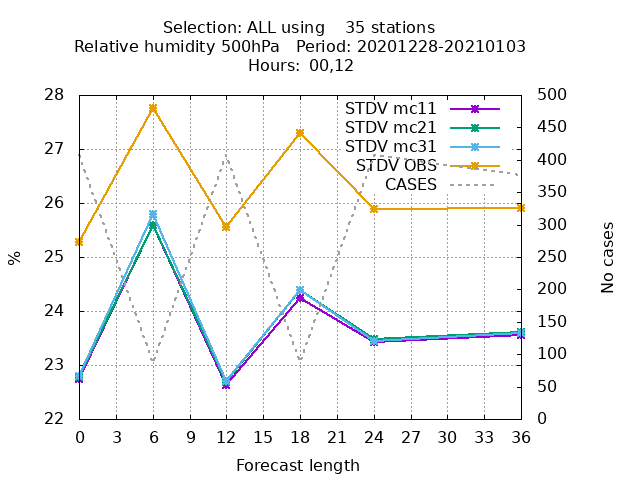 Selection: ALL using    35 stations
Relative humidity 500hPa   Period: 20201228-20210103
Hours: 00,12
STDV mc11
STDV mc21
STDV mc31
STDV OBS
CASES
28
27
26
25
24
23
22
%
500
450
400
350
300
250
200
150
100
50
0
No cases
0 3 6 9 12 15 18 21 24 27 30 33 36
Forecast length